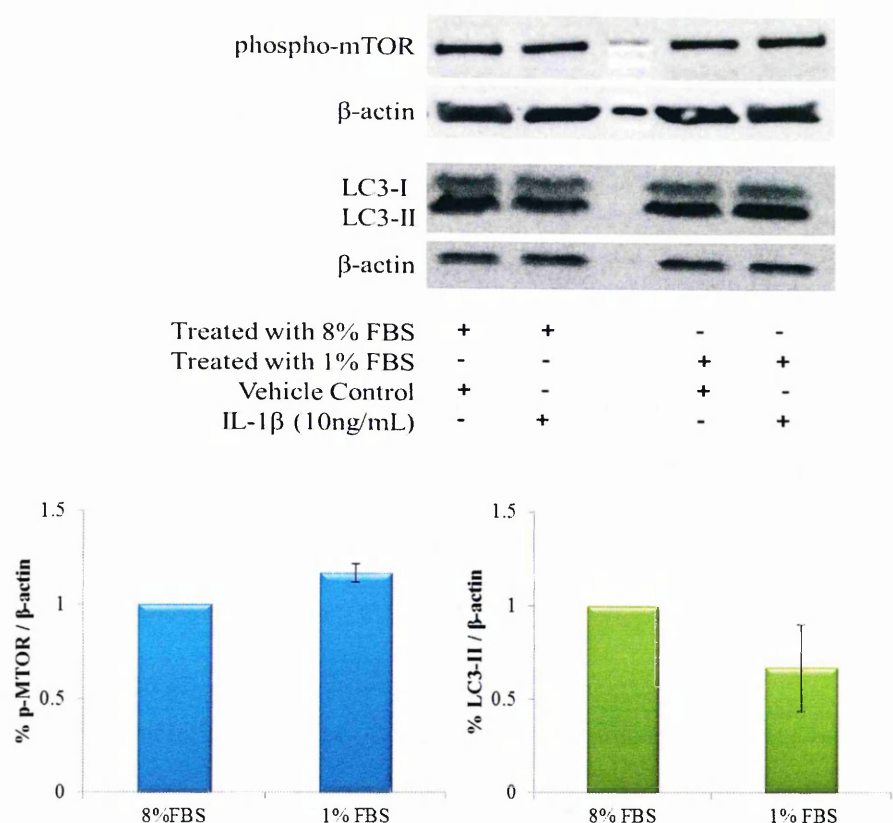 phospho-mTOR
β-actin
LC3-I
LC3-II
β-actin
Treated with 8% FBS + + - -
Treated with 1% FBS - - + +
Vehicle Control + - + -
IL-1β (10ng/mL) - + - +
1.5
1
0.5
0
% p-MTOR / β-actin
8%FBS
1% FBS
1.5
1
0.5
0
% LC3-II / β-actin
8% FBS
1% FBS